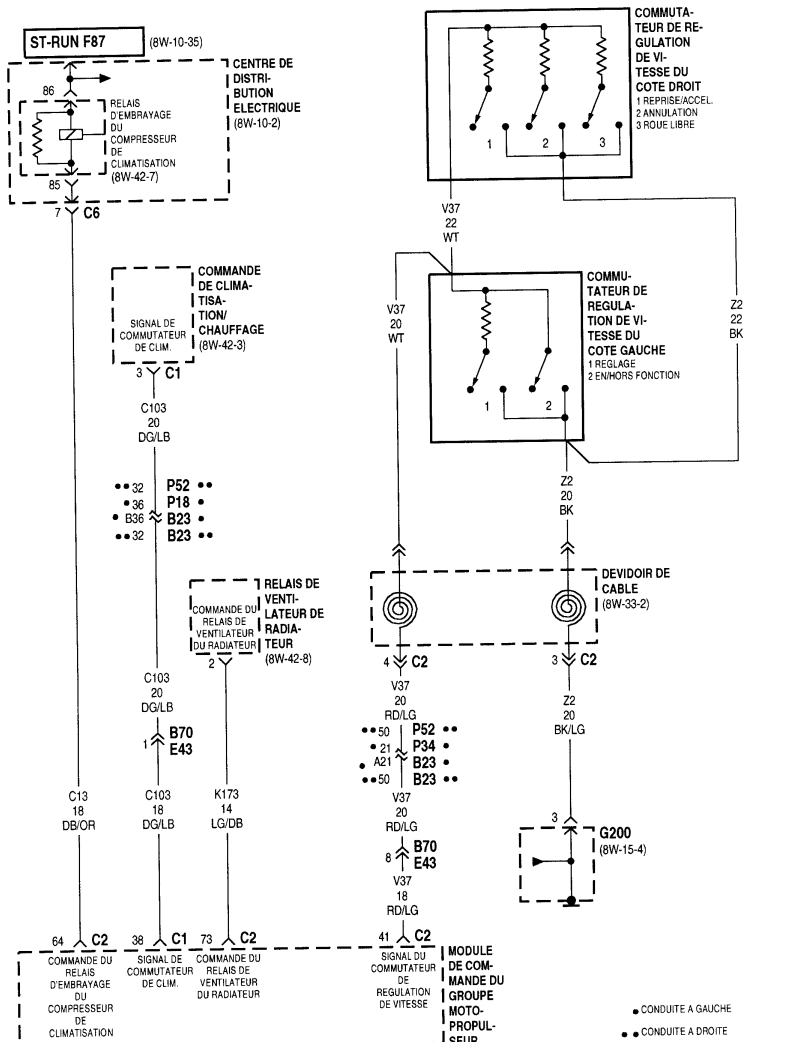 ST-RUN F87
(8W-10-35)
CENTRE DE
DISTRI-
BUTION
ELECTRIQUE
(8W-10-2)
86
RELAIS
D'EMBRAYAGE
DU
COMPRESSEUR
DE
CLIMATISATION
(8W-42-7)
85
7 C6
COMMUTA-
TEUR DE RE-
GULATION
DE VI-
TESSE DU
COTE DROIT
1 REPRISE/ACCEL.
2 ANNULATION
3 ROUE LIBRE
1 2 3
V37
22
WT
COMMANDE
DE CLIMA-
TISA-
TION/
CHAUFFAGE
(8W-42-3)
SIGNAL DE
COMMUTATEUR
DE CLIM.
3 C1
V37
20
WT
COMMU-
TATEUR DE
REGULA-
TION DE VI-
TESSE DU
COTE GAUCHE
1 REGLAGE
2 EN/HORS FONCTION
1 2
Z2
22
BK
C103
20
DG/LB
••32 P52 ••
•36 P18 •
•B36 B23 •
••32 B23 ••
Z2
20
BK
RELAIS DE
VENTI-
LATEUR DE
RADIA-
TEUR
(8W-42-8)
COMMANDE DU
RELAIS DE
VENTILATEUR
DU RADIATEUR
2
DEVIDOIR DE
CABLE
(8W-33-2)
4 C2
3 C2
C103
20
DG/LB
V37
20
RD/LG
Z2
20
BK/LG
1 B70
E43
••50 P52 ••
•21 P34 •
•A21 B23 •
••50 B23 ••
C13
18
DB/OR
C103
18
DG/LB
K173
14
LG/DB
V37
20
RD/LG
8 B70
E43
V37
18
RD/LG
3
G200
(8W-15-4)
64 C2
38 C1
73 C2
41 C2
COMMANDE DU
RELAIS
D'EMBRAYAGE
DU
COMPRESSEUR
DE
CLIMATISATION
SIGNAL DE
COMMUTATEUR
DE CLIM.
COMMANDE DU
RELAIS DE
VENTILATEUR
DU RADIATEUR
SIGNAL DU
COMMUTATEUR
DE
REGULATION
DE VITESSE
MODULE
DE COM-
MANDE DU
GROUPE
MOTO-
PROPUL-
SEUR
• CONDUITE A GAUCHE
•• CONDUITE A DROITE